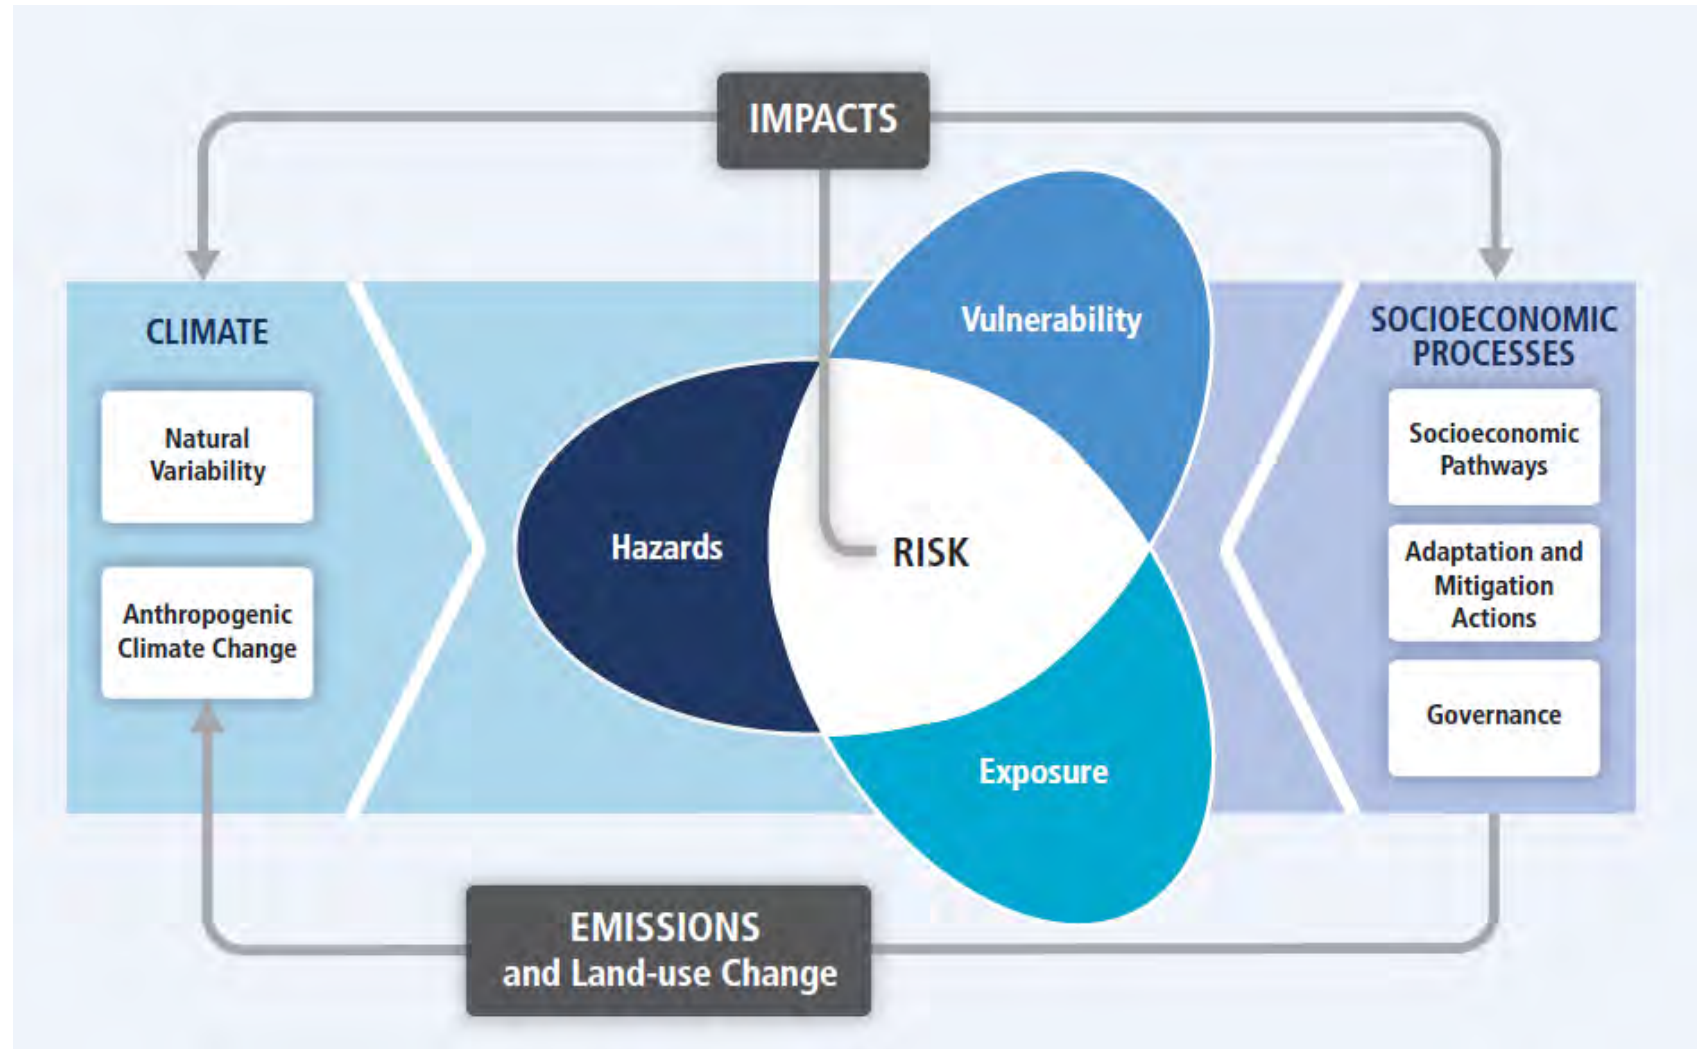 IMPACTS
CLIMATE
Natural
Variability
Anthropogenic
Climate Change
Vulnerability
Hazards
RISK
Exposure
SOCIOECONOMIC
PROCESSES
Socioeconomic
Pathways
Adaptation and
Mitigation
Actions
Governance
EMISSIONS
and Land-use Change